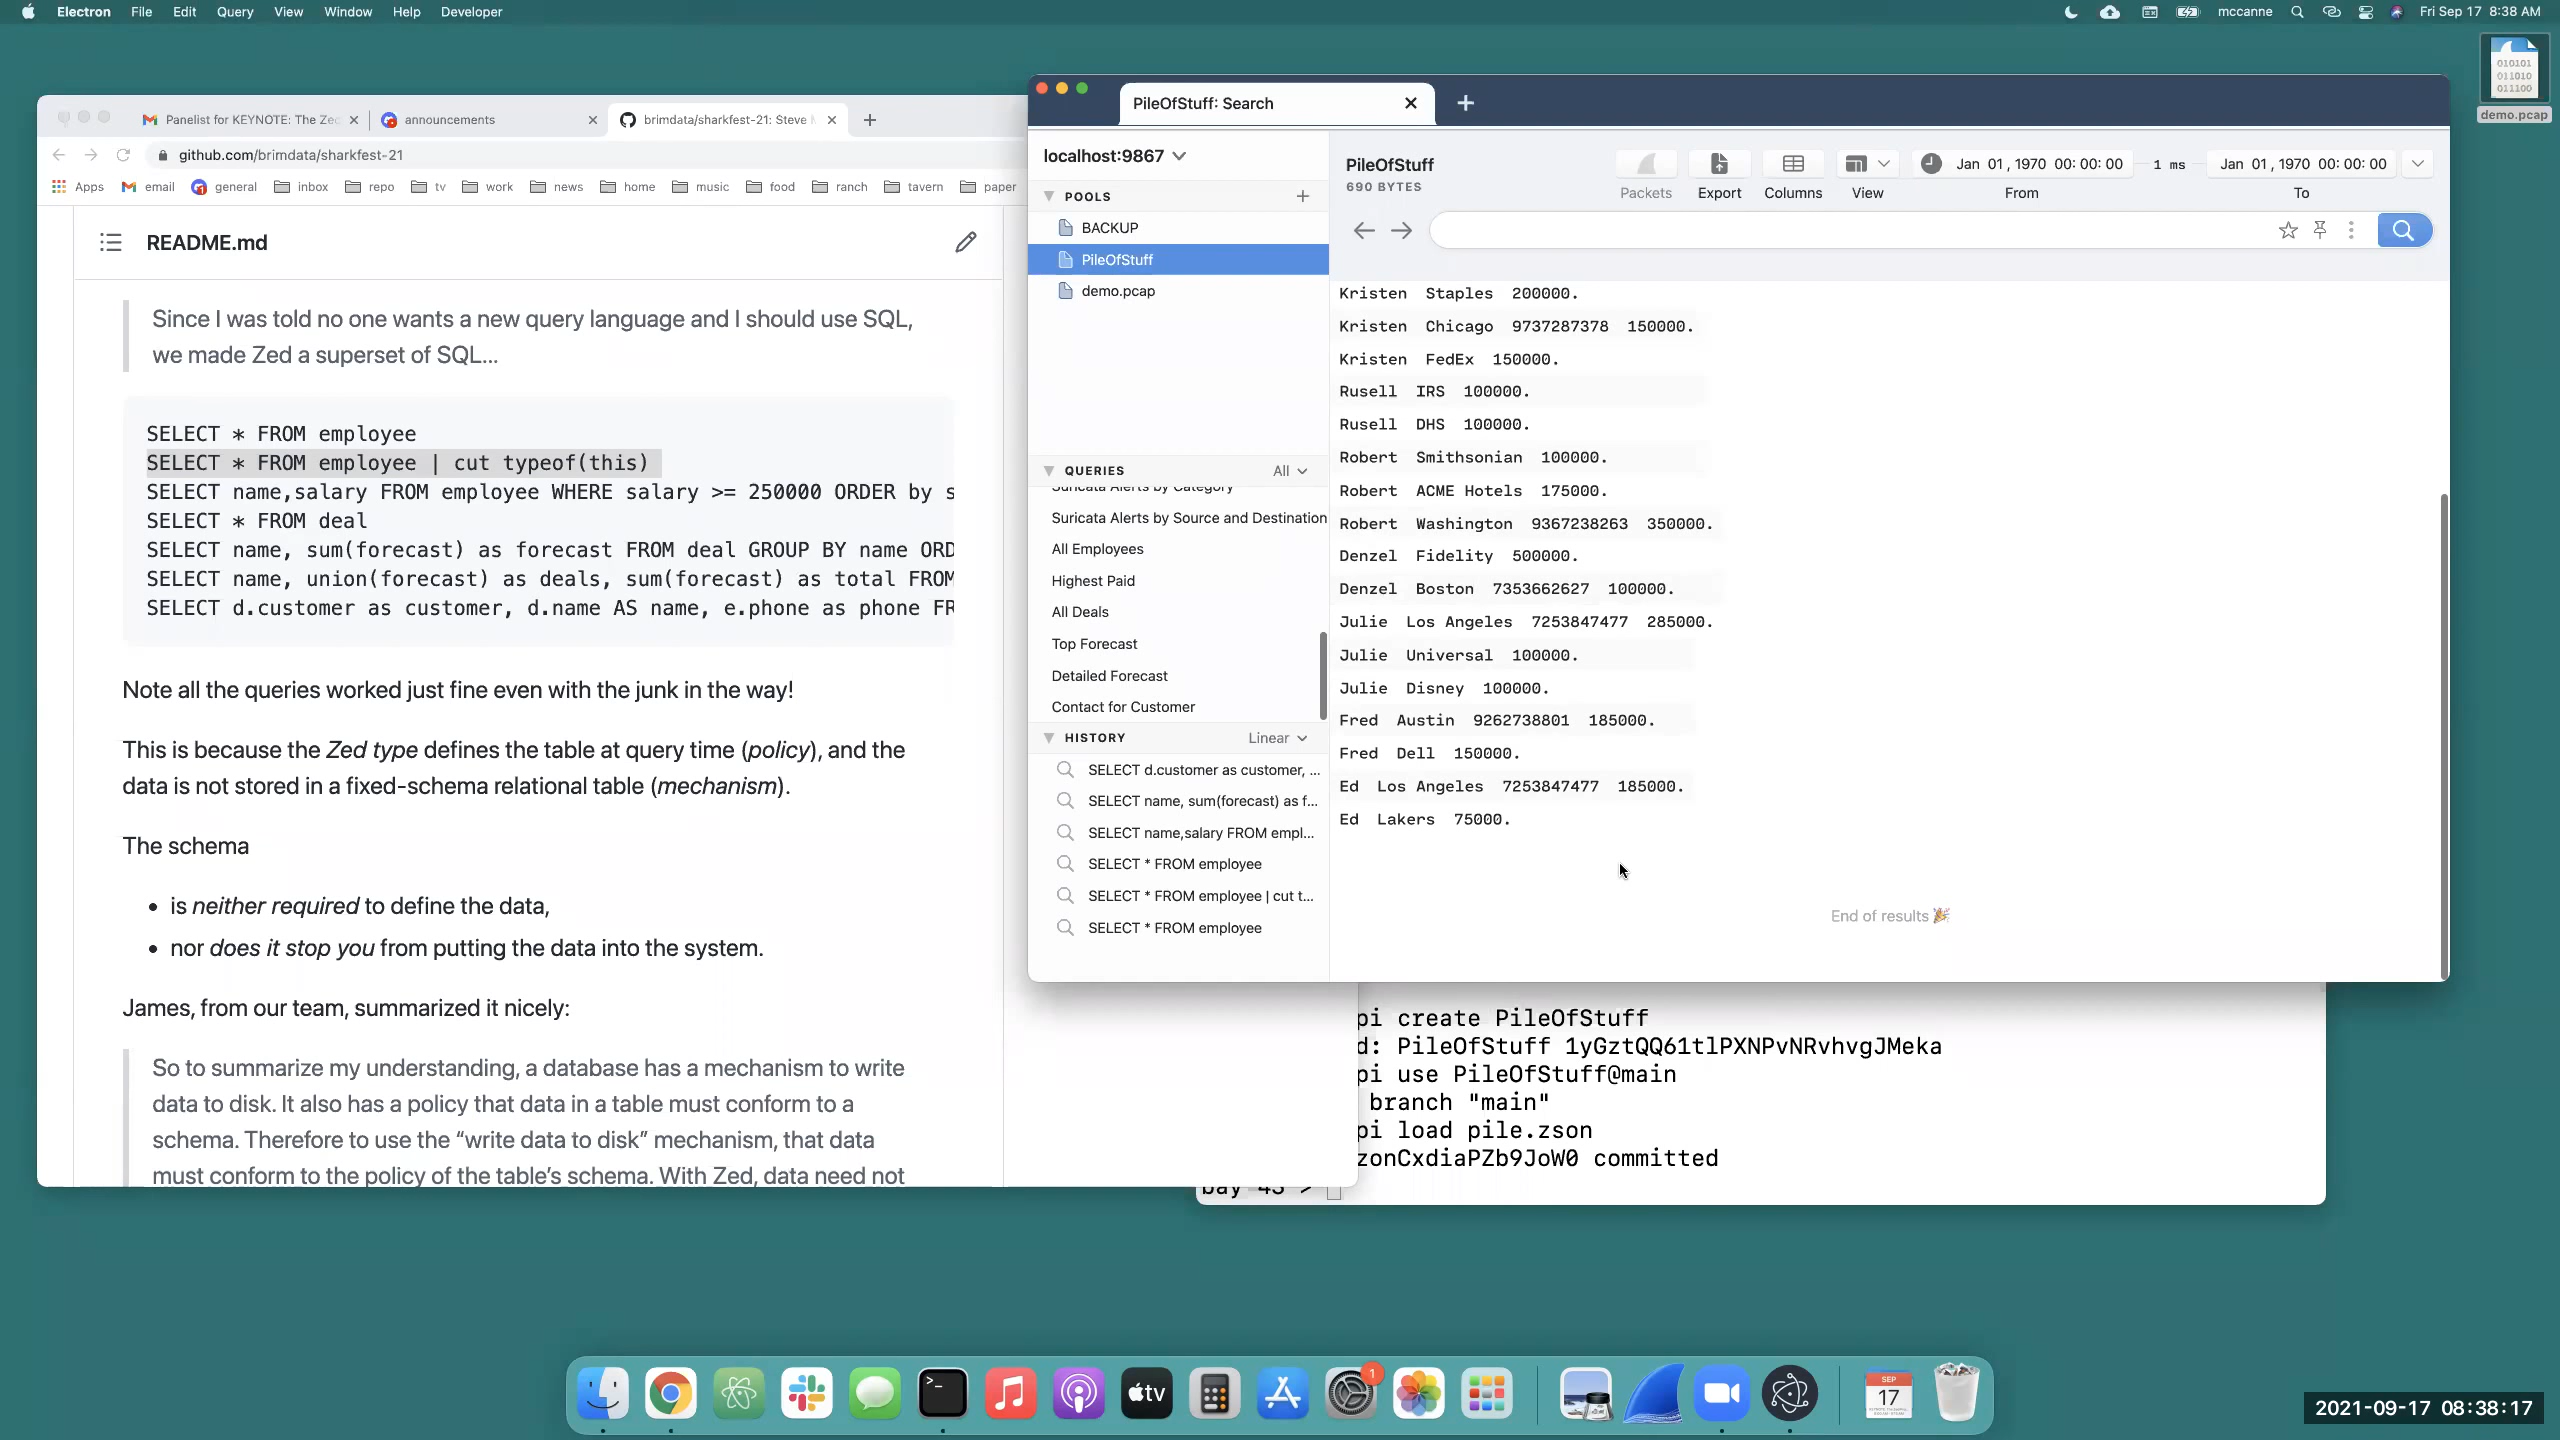 Electron File Edit Query View Window Help Developer
mccanne Fri Sep 17 8:38 AM
demo.pcap
Panelist for KEYNOTE: The Zed
announcements
brimdata/sharkfest-21: Steve M
github.com/brimdata/sharkfest-21
Apps email general inbox repo tv work news home music food ranch tavern paper
README.md
Since I was told no one wants a new query language and I should use SQL,
we made Zed a superset of SQL...
SELECT * FROM employee
SELECT * FROM employee | cut typeof(this)
SELECT name,salary FROM employee WHERE salary >= 250000 ORDER by s
SELECT * FROM deal
SELECT name, sum(forecast) as forecast FROM deal GROUP BY name ORD
SELECT name, union(forecast) as deals, sum(forecast) as total FROM
SELECT d.customer as customer, d.name AS name, e.phone as phone FR
Note all the queries worked just fine even with the junk in the way!
This is because the Zed type defines the table at query time (policy), and the
data is not stored in a fixed-schema relational table (mechanism).
The schema
• is neither required to define the data,
• nor does it stop you from putting the data into the system.
James, from our team, summarized it nicely:
So to summarize my understanding, a database has a mechanism to write
data to disk. It also has a policy that data in a table must conform to a
schema. Therefore to use the “write data to disk” mechanism, that data
must conform to the policy of the table’s schema. With Zed, data need not
PileOfStuff: Search
localhost:9867
POOLS
BACKUP
PileOfStuff
demo.pcap
QUERIES All
Suricata Alerts by Category
Suricata Alerts by Source and Destination
All Employees
Highest Paid
All Deals
Top Forecast
Detailed Forecast
Contact for Customer
HISTORY Linear
SELECT d.customer as customer, ...
SELECT name, sum(forecast) as f...
SELECT name,salary FROM empl...
SELECT * FROM employee
SELECT * FROM employee | cut t...
SELECT * FROM employee
PileOfStuff
690 BYTES
Packets Export Columns View
Jan 01 , 1970 00: 00: 00 1 ms Jan 01 , 1970 00: 00: 00
From To
Kristen Staples 200000.
Kristen Chicago 9737287378 150000.
Kristen FedEx 150000.
Rusell IRS 100000.
Rusell DHS 100000.
Robert Smithsonian 100000.
Robert ACME Hotels 175000.
Robert Washington 9367238263 350000.
Denzel Fidelity 500000.
Denzel Boston 7353662627 100000.
Julie Los Angeles 7253847477 285000.
Julie Universal 100000.
Julie Disney 100000.
Fred Austin 9262738801 185000.
Fred Dell 150000.
Ed Los Angeles 7253847477 185000.
Ed Lakers 75000.
End of results 🎉
pi create PileOfStuff
d: PileOfStuff 1yGztQQ61tlPXNPvNRvhvgJMeka
pi use PileOfStuff@main
branch "main"
pi load pile.zson
zonCxdiaPZb9JoW0 committed
bay 43 >
tv
1
SEP
17
2021-09-17 08:38:17